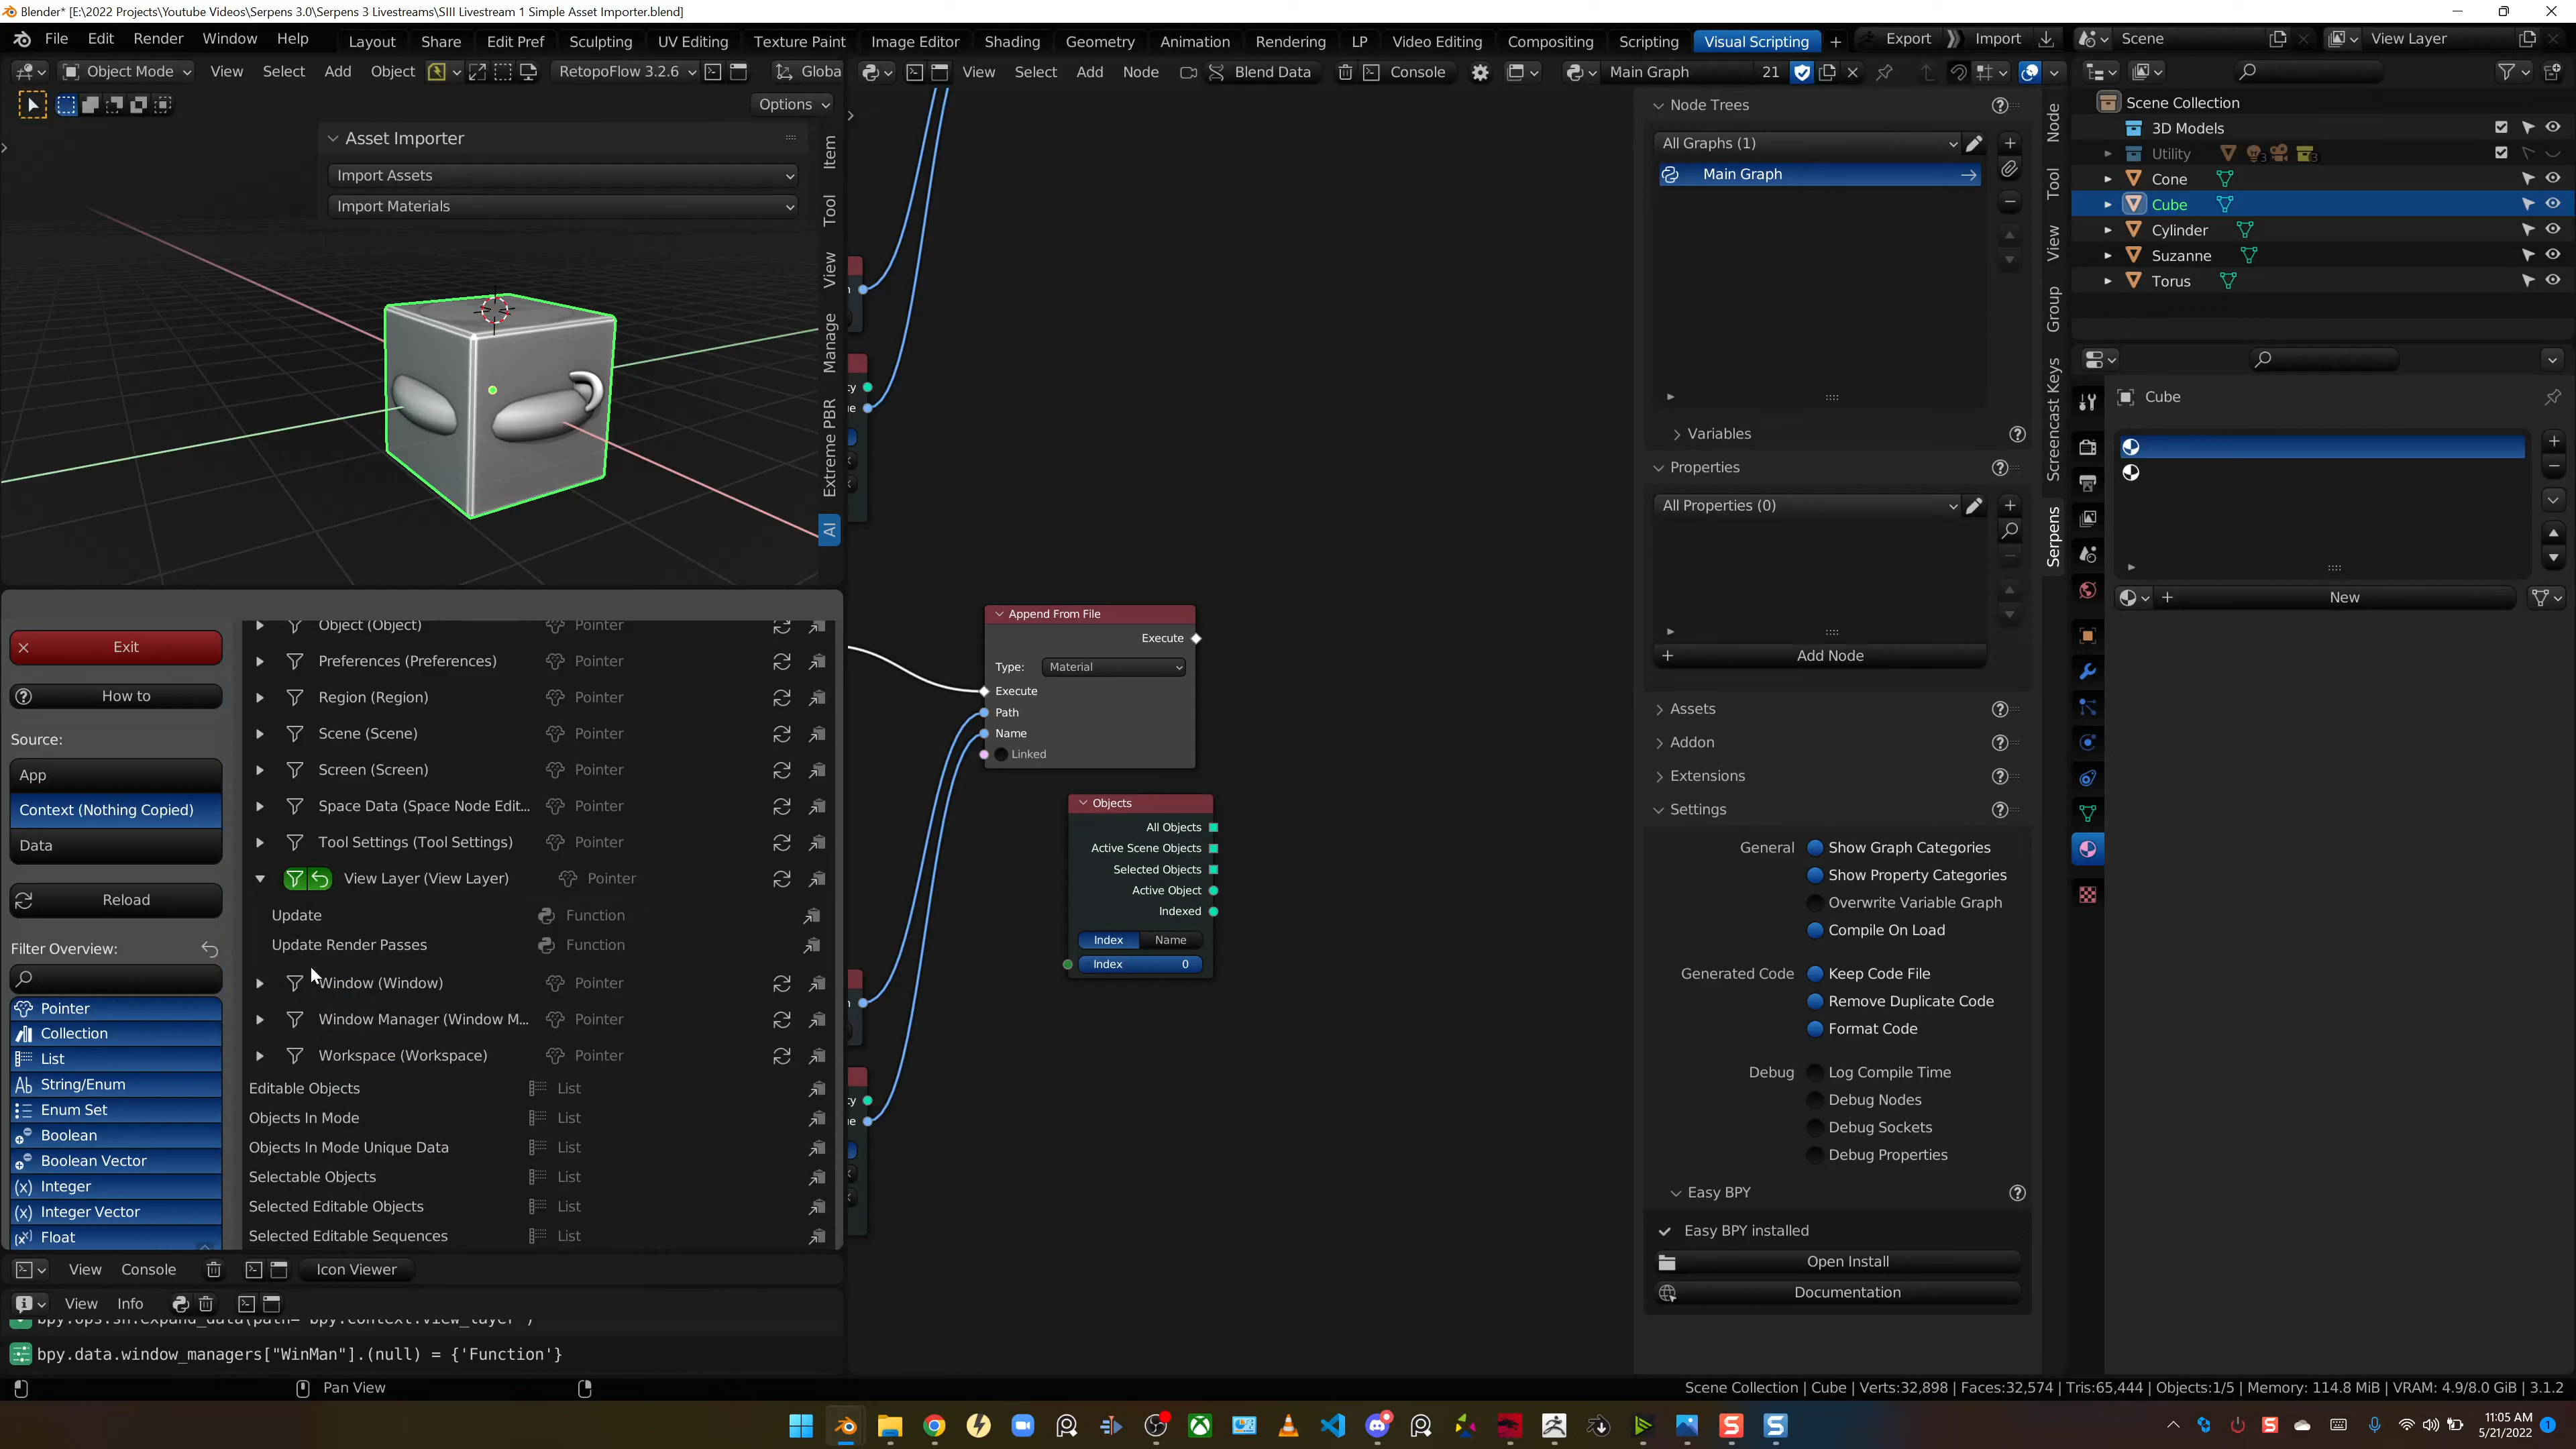 Blender* [E:\2022 Projects\Youtube Videos\Serpens 3.0\Serpens 3 Livestreams\SIII Livestream 1 Simple Asset Importer.blend]
File Edit Render Window Help Layout Share Edit Pref Sculpting UV Editing Texture Paint Image Editor Shading Geometry Animation Rendering LP Video Editing Compositing Scripting Visual Scripting + Export Import Scene View Layer
Object Mode View Select Add Object RetopoFlow 3.2.6 Globa View Select Add Node Blend Data Console Main Graph 21
Options
Asset Importer
Import Assets
Import Materials
Item
Tool
View
Manage
Extreme PBR
AI
Exit
How to
Source:
App
Context (Nothing Copied)
Data
Reload
Filter Overview:
Pointer
Collection
List
String/Enum
Enum Set
Boolean
Boolean Vector
Integer
Integer Vector
Float
Object (Object) Pointer
Preferences (Preferences) Pointer
Region (Region) Pointer
Scene (Scene) Pointer
Screen (Screen) Pointer
Space Data (Space Node Edit... Pointer
Tool Settings (Tool Settings) Pointer
View Layer (View Layer) Pointer
Update Function
Update Render Passes Function
Window (Window) Pointer
Window Manager (Window M... Pointer
Workspace (Workspace) Pointer
Editable Objects List
Objects In Mode List
Objects In Mode Unique Data List
Selectable Objects List
Selected Editable Objects List
Selected Editable Sequences List
View Console Icon Viewer
View Info
bpy.ops.sn.expand_data(path="bpy.context.view_layer")
bpy.data.window_managers["WinMan"].(null) = {'Function'}
Pan View
Append From File
Execute
Type: Material
Execute
Path
Name
Linked
Objects
All Objects
Active Scene Objects
Selected Objects
Active Object
Indexed
Index Name
Index 0
Node Trees
All Graphs (1)
Main Graph
Variables
Properties
All Properties (0)
Add Node
Assets
Addon
Extensions
Settings
General Show Graph Categories
Show Property Categories
Overwrite Variable Graph
Compile On Load
Generated Code Keep Code File
Remove Duplicate Code
Format Code
Debug Log Compile Time
Debug Nodes
Debug Sockets
Debug Properties
Easy BPY
Easy BPY installed
Open Install
Documentation
Node
Tool
View
Group
Screencast Keys
Serpens
Scene Collection
3D Models
Utility 3 3
Cone
Cube
Cylinder
Suzanne
Torus
Cube
New
Scene Collection | Cube | Verts:32,898 | Faces:32,574 | Tris:65,444 | Objects:1/5 | Memory: 114.8 MiB | VRAM: 4.9/8.0 GiB | 3.1.2
11:05 AM
5/21/2022
1